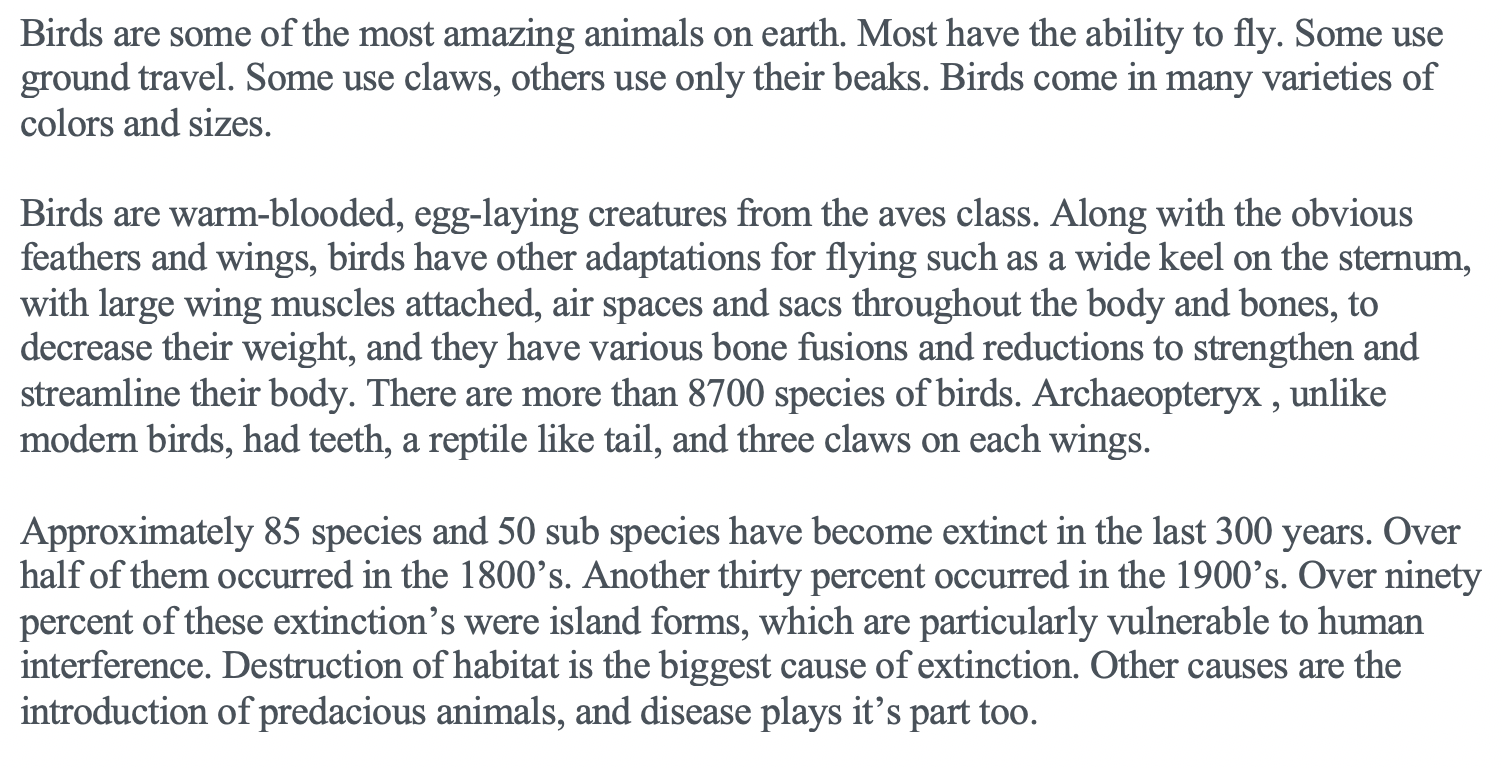 Birds are some of the most amazing animals on earth. Most have the ability to fly. Some use
ground travel. Some use claws, others use only their beaks. Birds come in many varieties of
colors and sizes.
Birds are warm-blooded, egg-laying creatures from the aves class. Along with the obvious
feathers and wings, birds have other adaptations for flying such as a wide keel on the sternum,
with large wing muscles attached, air spaces and sacs throughout the body and bones, to
decrease their weight, and they have various bone fusions and reductions to strengthen and
streamline their body. There are more than 8700 species of birds. Archaeopteryx , unlike
modern birds, had teeth, a reptile like tail, and three claws on each wings.
Approximately 85 species and 50 sub species have become extinct in the last 300 years. Over
half of them occurred in the 1800’s. Another thirty percent occurred in the 1900’s. Over ninety
percent of these extinction’s were island forms, which are particularly vulnerable to human
interference. Destruction of habitat is the biggest cause of extinction. Other causes are the
introduction of predacious animals, and disease plays it’s part too.